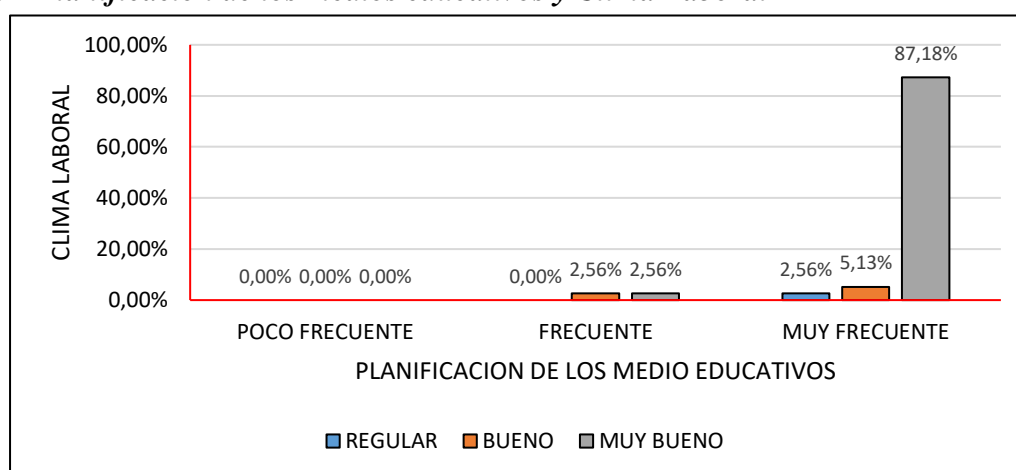 100,00%
80,00%
60,00%
40,00%
20,00%
0,00%
CLIMA LABORAL
0,00% 0,00% 0,00%
0,00% 2,56% 2,56%
2,56% 5,13% 87,18%
POCO FRECUENTE FRECUENTE MUY FRECUENTE
PLANIFICACION DE LOS MEDIO EDUCATIVOS
REGULAR BUENO MUY BUENO